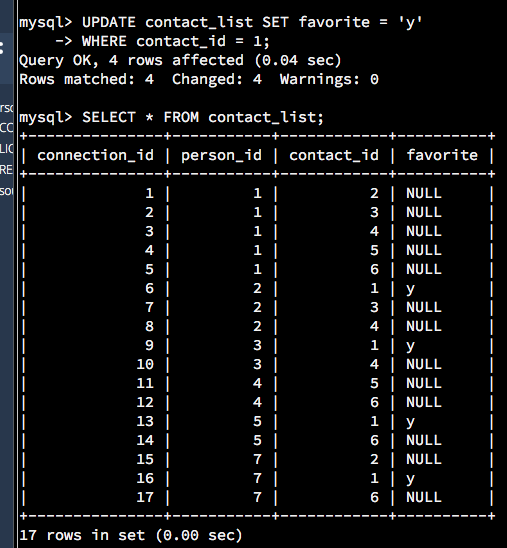 mysql> UPDATE contact_list SET favorite = 'y'
    -> WHERE contact_id = 1;
Query OK, 4 rows affected (0.04 sec)
Rows matched: 4  Changed: 4  Warnings: 0

mysql> SELECT * FROM contact_list;
+---------------+-----------+------------+----------+
| connection_id | person_id | contact_id | favorite |
+---------------+-----------+------------+----------+
|             1 |         1 |          2 | NULL     |
|             2 |         1 |          3 | NULL     |
|             3 |         1 |          4 | NULL     |
|             4 |         1 |          5 | NULL     |
|             5 |         1 |          6 | NULL     |
|             6 |         2 |          1 | y        |
|             7 |         2 |          3 | NULL     |
|             8 |         2 |          4 | NULL     |
|             9 |         3 |          1 | y        |
|            10 |         3 |          4 | NULL     |
|            11 |         4 |          5 | NULL     |
|            12 |         4 |          6 | NULL     |
|            13 |         5 |          1 | y        |
|            14 |         5 |          6 | NULL     |
|            15 |         7 |          2 | NULL     |
|            16 |         7 |          1 | y        |
|            17 |         7 |          6 | NULL     |
+---------------+-----------+------------+----------+
17 rows in set (0.00 sec)